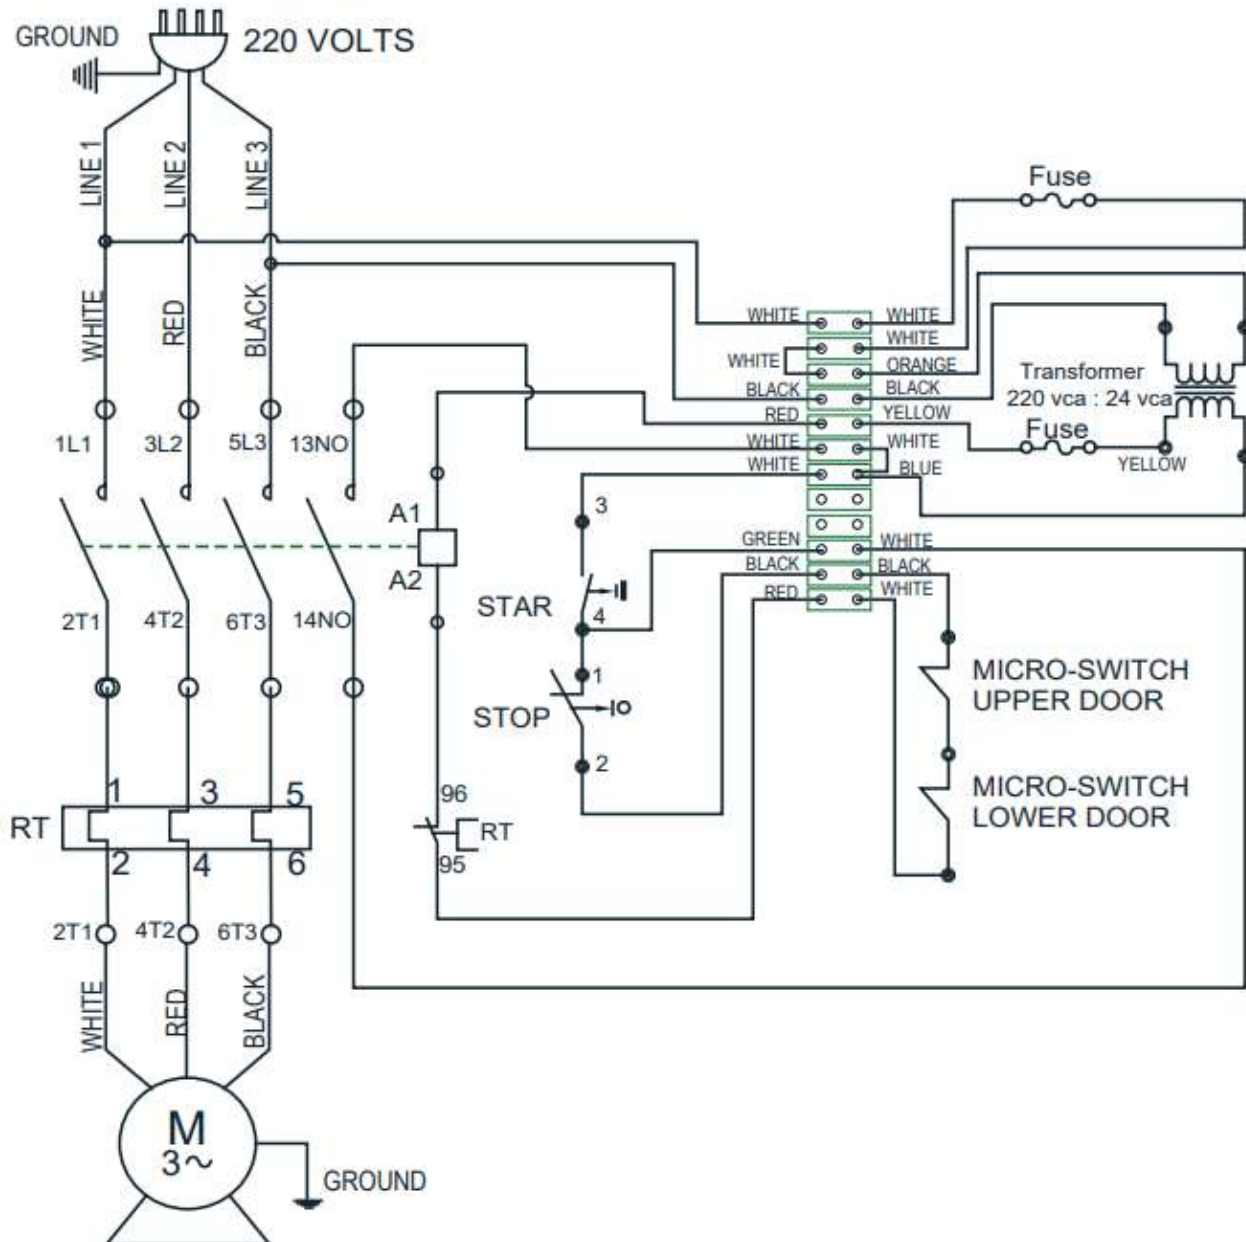 GROUND
220 VOLTS
LINE 1
LINE 2
LINE 3
Fuse
WHITE
RED
BLACK
WHITE
WHITE
WHITE
WHITE
ORANGE
BLACK
BLACK
RED
YELLOW
WHITE
WHITE
WHITE
BLUE
Transformer
220 vca : 24 vca
Fuse
YELLOW
1L1
3L2
5L3
13NO
A1
A2
3
GREEN
WHITE
BLACK
BLACK
RED
WHITE
STAR
4
2T1
4T2
6T3
14NO
1
STOP
IO
2
MICRO-SWITCH
UPPER DOOR
MICRO-SWITCH
LOWER DOOR
1
3
5
96
RT
RT
95
2
4
6
2T1
4T2
6T3
WHITE
RED
BLACK
M
3~
GROUND